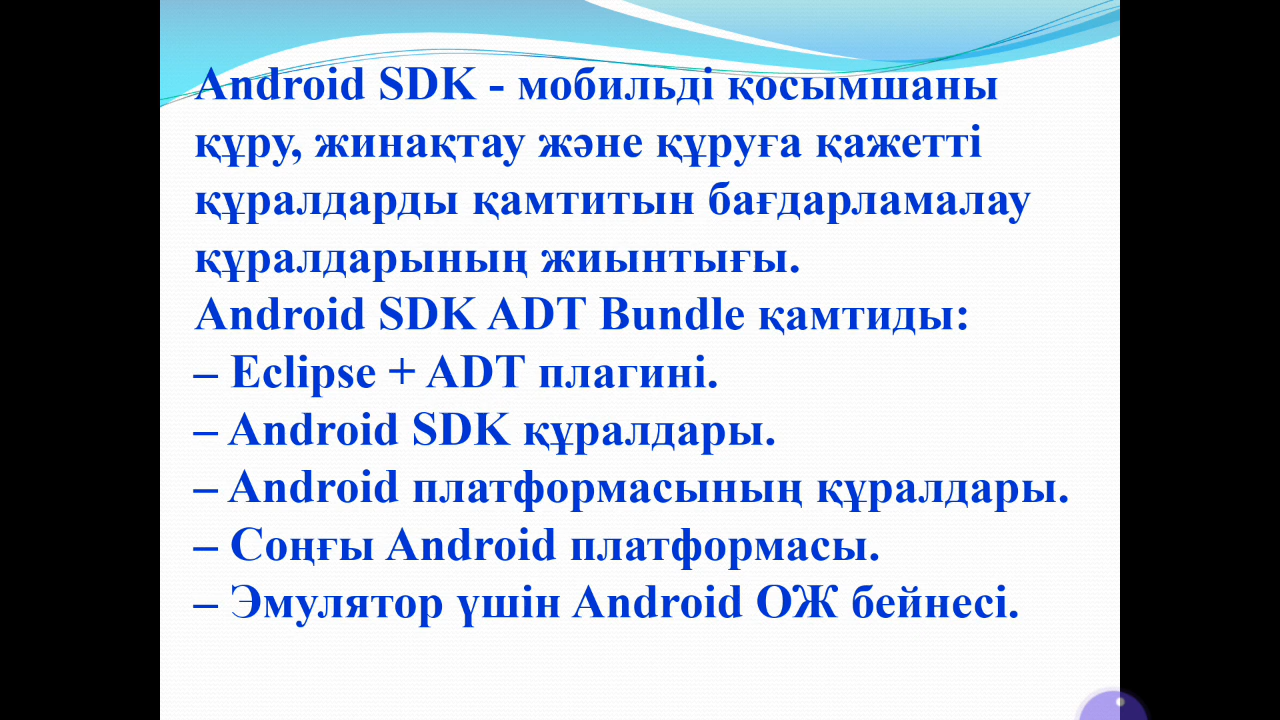 Android SDK - мобильді қосымшаны
құру, жинақтау және құруға қажетті
құралдарды қамтитын бағдарламалау
құралдарының жиынтығы.
Android SDK ADT Bundle қамтиды:
– Eclipse + ADT плагині.
– Android SDK құралдары.
– Android платформасының құралдары.
– Соңғы Android платформасы.
– Эмулятор үшін Android ОЖ бейнесі.